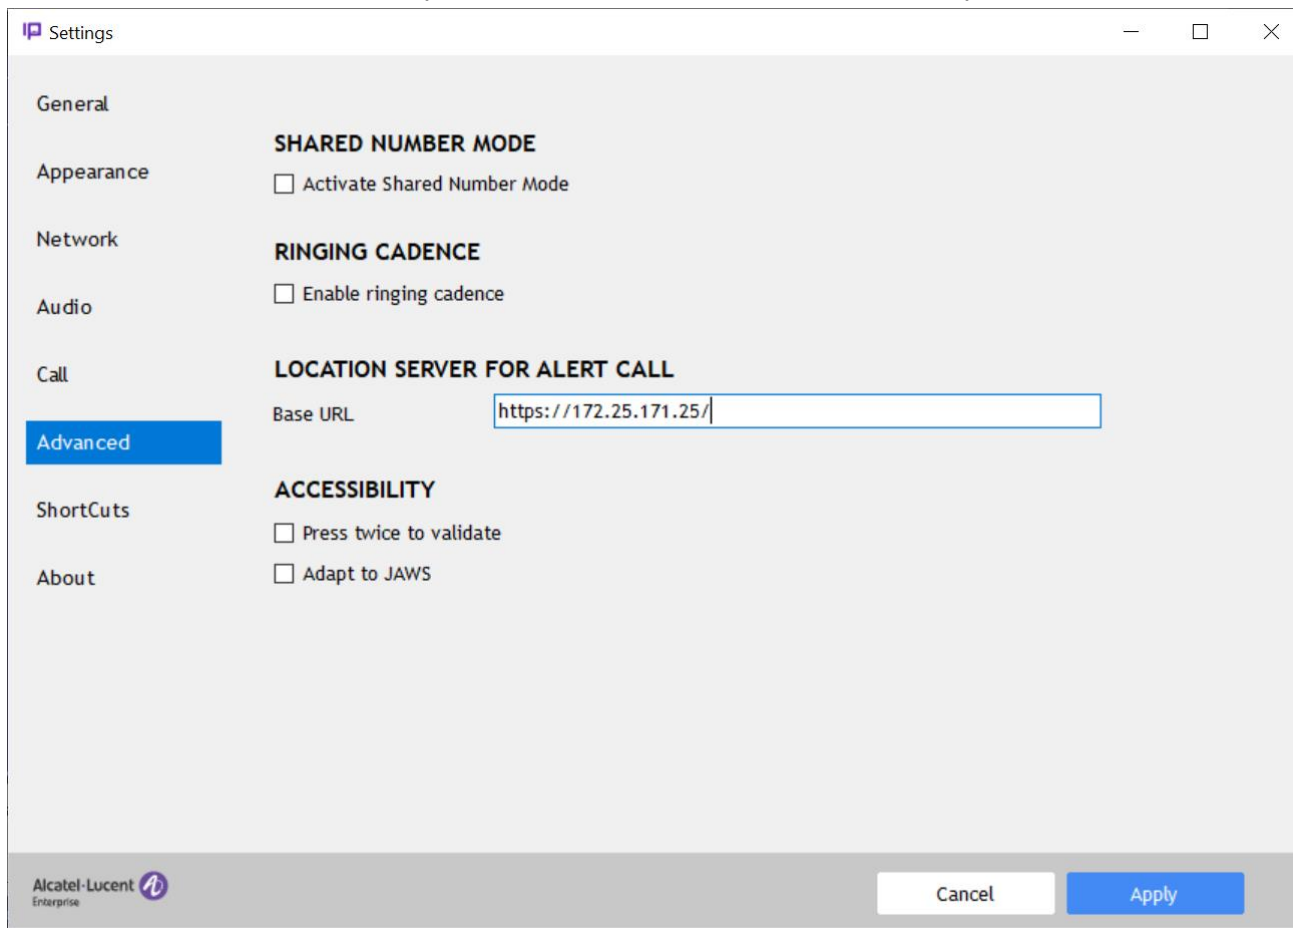 Settings
General
Appearance
Network
Audio
Call
Advanced
ShortCuts
About
SHARED NUMBER MODE
Activate Shared Number Mode
RINGING CADENCE
Enable ringing cadence
LOCATION SERVER FOR ALERT CALL
Base URL https://172.25.171.25/
ACCESSIBILITY
Press twice to validate
Adapt to JAWS
Alcatel·Lucent
Enterprise
Cancel Apply